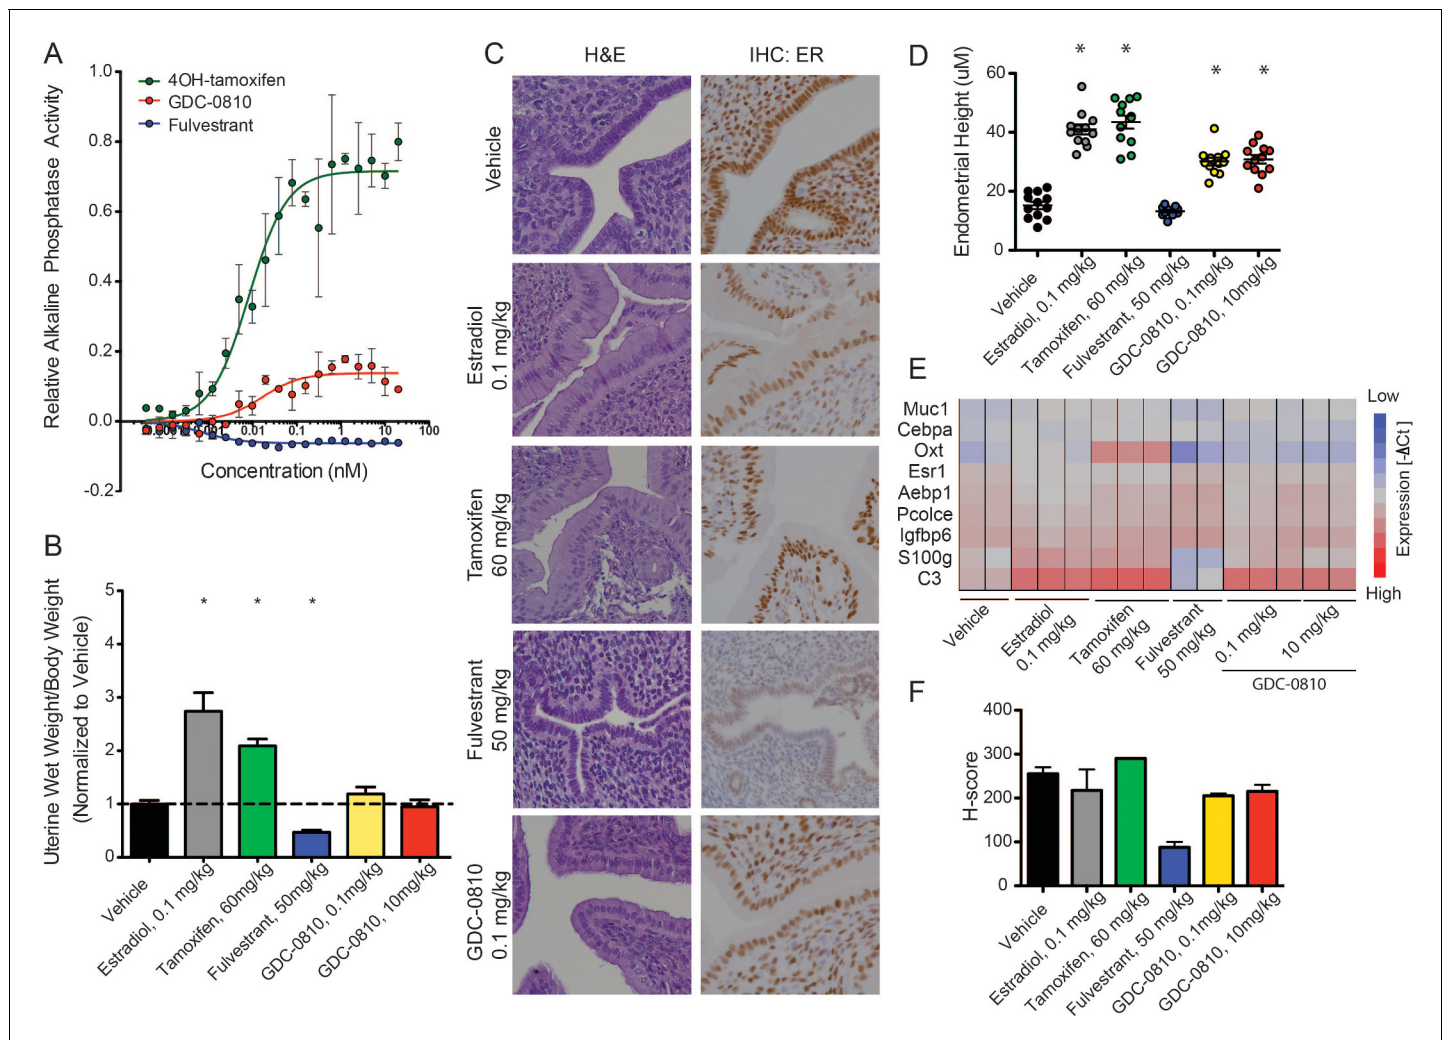 A
1.0
0.8
0.6
0.4
0.2
0.0
-0.2
Relative Alkaline Phosphatase Activity
4OH-tamoxifen
GDC-0810
Fulvestrant
0.01
0.1
1
10
100
Concentration (nM)
B
5
4
3
2
1
0
Uterine Wet Weight/Body Weight
(Normalized to Vehicle)
* * *
Vehicle
Estradiol, 0.1 mg/kg
Tamoxifen, 60mg/kg
Fulvestrant, 50mg/kg
GDC-0810, 0.1mg/kg
GDC-0810, 10mg/kg
C
H&E
IHC: ER
Vehicle
Estradiol
0.1 mg/kg
Tamoxifen
60 mg/kg
Fulvestrant
50 mg/kg
GDC-0810
0.1 mg/kg
D
* * * *
60
40
20
0
Endometrial Height (uM)
Vehicle
Estradiol, 0.1 mg/kg
Tamoxifen, 60 mg/kg
Fulvestrant, 50 mg/kg
GDC-0810, 0.1mg/kg
GDC-0810, 10mg/kg
E
Muc1
Cebpa
Oxt
Esr1
Aebp1
Pcolce
Igfbp6
S100g
C3
Low
Expression [-ΔCt ]
High
Vehicle
Estradiol
0.1 mg/kg
Tamoxifen
60 mg/kg
Fulvestrant
50 mg/kg
0.1 mg/kg
10 mg/kg
GDC-0810
F
400
300
200
100
0
H-score
Vehicle
Estradiol, 0.1 mg/kg
Tamoxifen, 60 mg/kg
Fulvestrant, 50 mg/kg
GDC-0810, 0.1mg/kg
GDC-0810, 10mg/kg